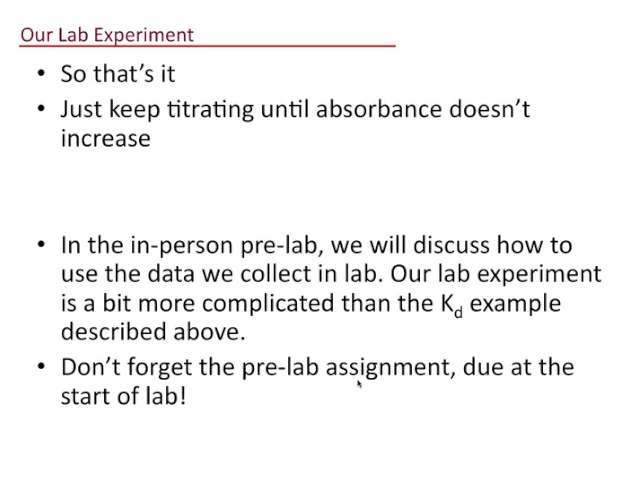 Our Lab Experiment
• So that's it
• Just keep titrating until absorbance doesn't
increase
• In the in-person pre-lab, we will discuss how to
use the data we collect in lab. Our lab experiment
is a bit more complicated than the Kd example
described above.
• Don't forget the pre-lab assignment, due at the
start of lab!